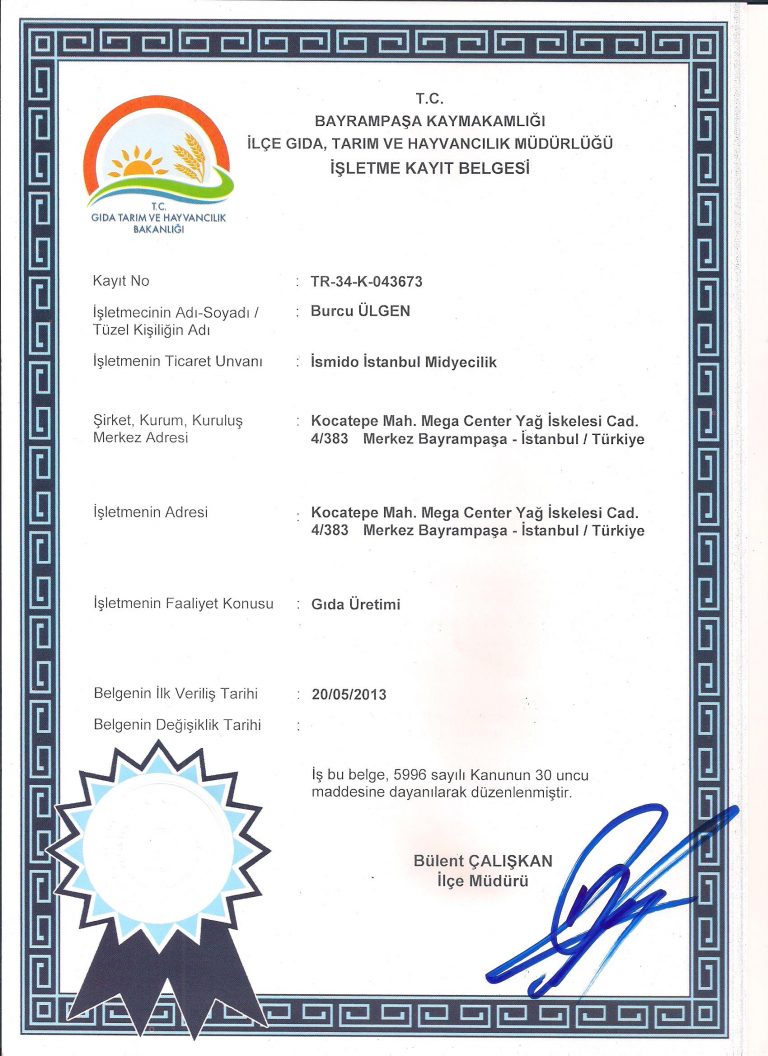 T.C.
BAYRAMPAŞA KAYMAKAMLIĞI
İLÇE GIDA, TARIM VE HAYVANCILIK MÜDÜRLÜĞÜ
İŞLETME KAYIT BELGESİ
T.C.
GIDA TARIM VE HAYVANCILIK
BAKANLIĞI
Kayıt No : TR-34-K-043673
İşletmecinin Adı-Soyadı / : Burcu ÜLGEN
Tüzel Kişiliğin Adı
İşletmenin Ticaret Unvanı : İsmido İstanbul Midyecilik
Şirket, Kurum, Kuruluş : Kocatepe Mah. Mega Center Yağ İskelesi Cad.
Merkez Adresi 4/383 Merkez Bayrampaşa - İstanbul / Türkiye
İşletmenin Adresi : Kocatepe Mah. Mega Center Yağ İskelesi Cad.
4/383 Merkez Bayrampaşa - İstanbul / Türkiye
İşletmenin Faaliyet Konusu : Gıda Üretimi
Belgenin İlk Veriliş Tarihi : 20/05/2013
Belgenin Değişiklik Tarihi :
İş bu belge, 5996 sayılı Kanunun 30 uncu
maddesine dayanılarak düzenlenmiştir.
Bülent ÇALIŞKAN
İlçe Müdürü